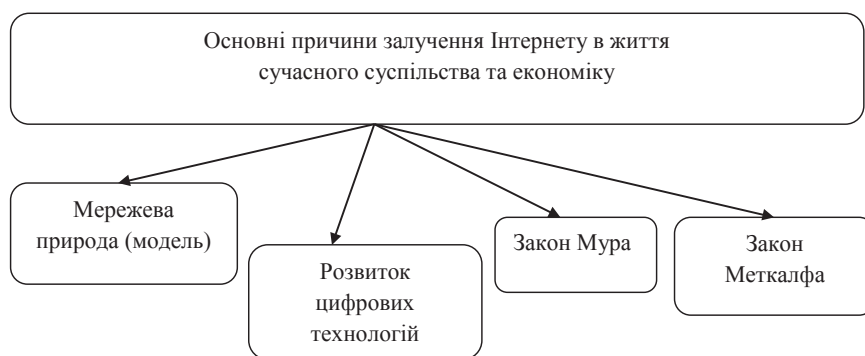 Основні причини залучення Інтернету в життя
сучасного суспільства та економіку
Мережева
природа (модель)
Розвиток
цифрових
технологій
Закон Мура
Закон
Меткалфа